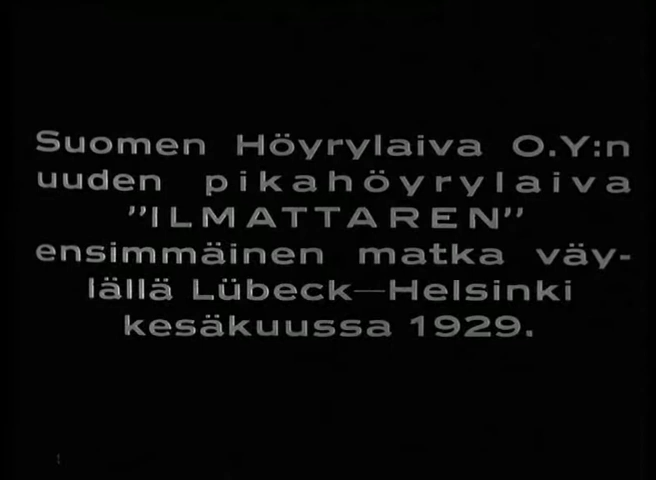 Suomen Höyrylaiva O.Y:n
uuden pikahöyrylaiva
"ILMATTAREN"
ensimmäinen matka väy-
lällä Lübeck—Helsinki
kesäkuussa 1929.